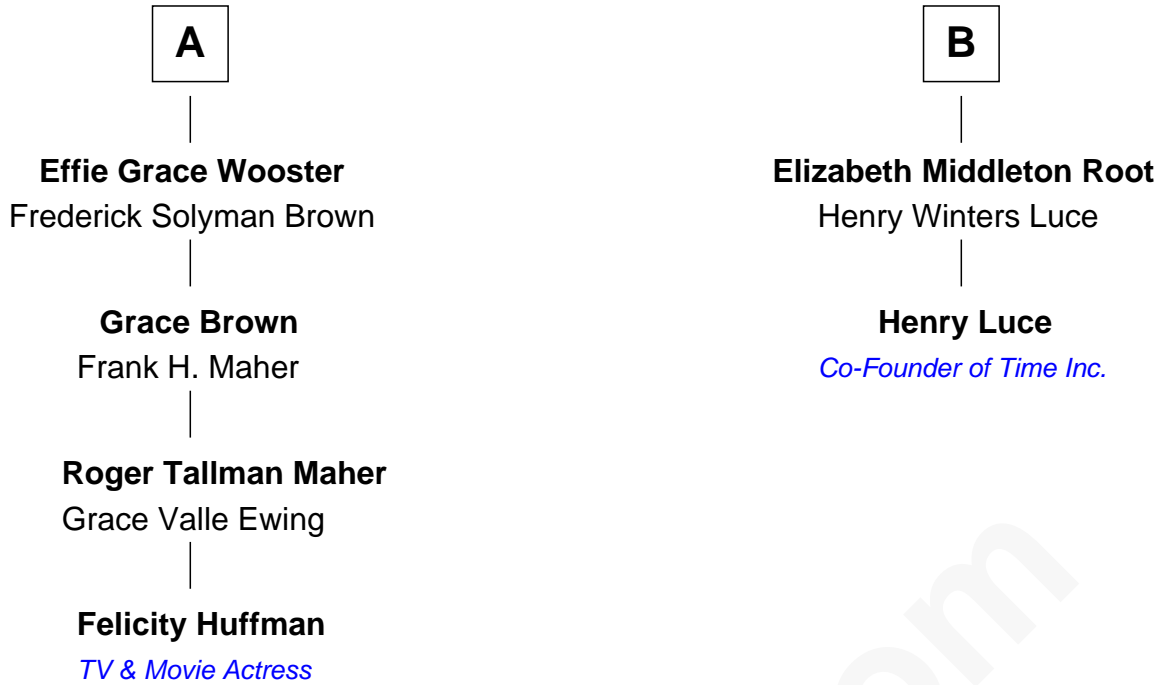 A
Effie Grace Wooster
Frederick Solyman Brown
Grace Brown
Frank H. Maher
Roger Tallman Maher
Grace Valle Ewing
Felicity Huffman
TV & Movie Actress
B
Elizabeth Middleton Root
Henry Winters Luce
Henry Luce
Co-Founder of Time Inc.
om